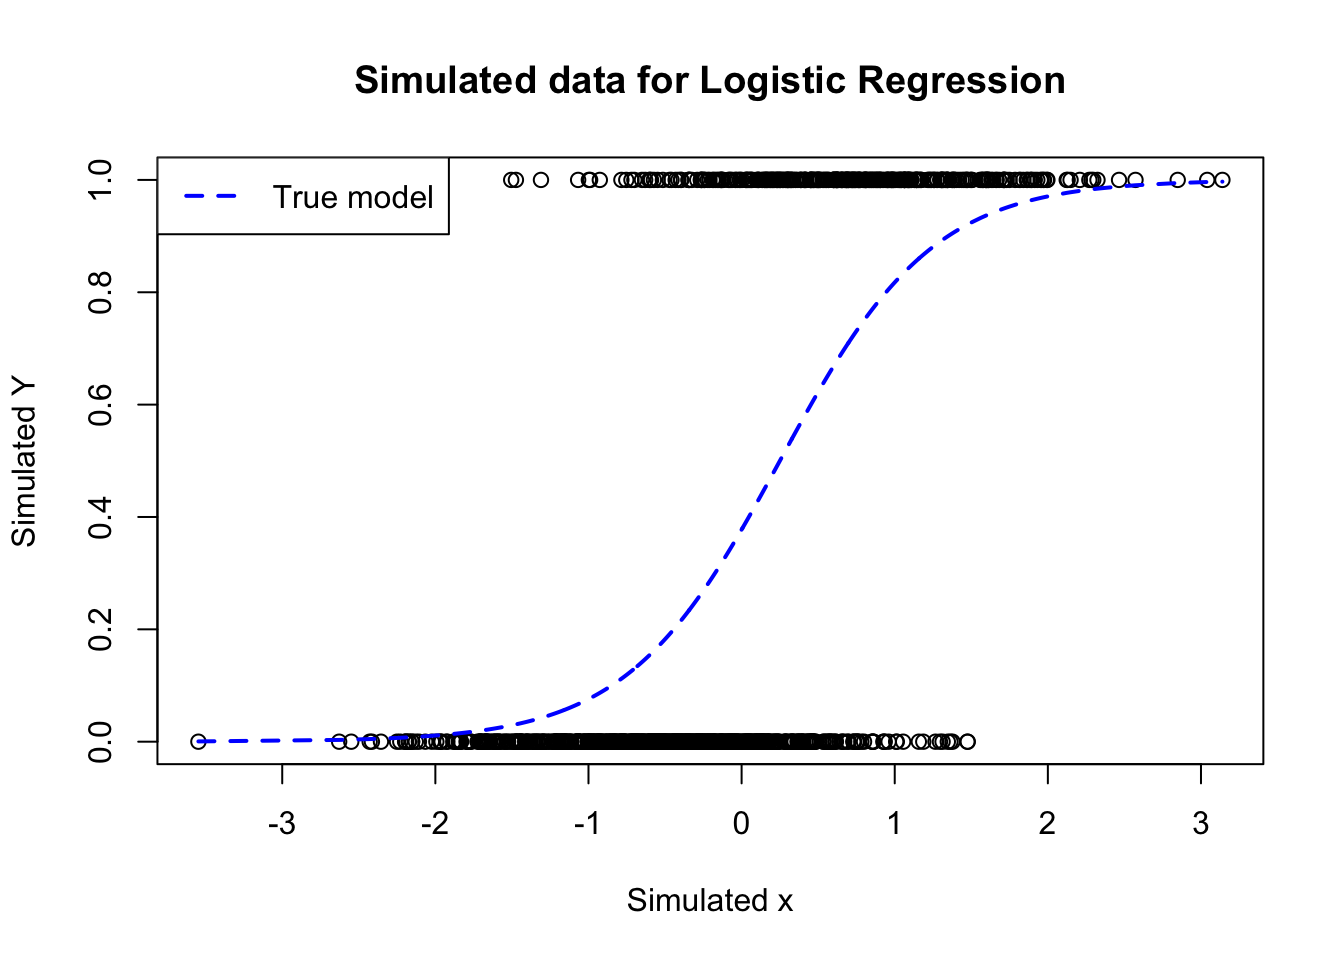 Simulated data for Logistic Regression
True model
1.0
0.8
0.6
0.4
0.2
0.0
Simulated Y
-3 -2 -1 0 1 2 3
Simulated x